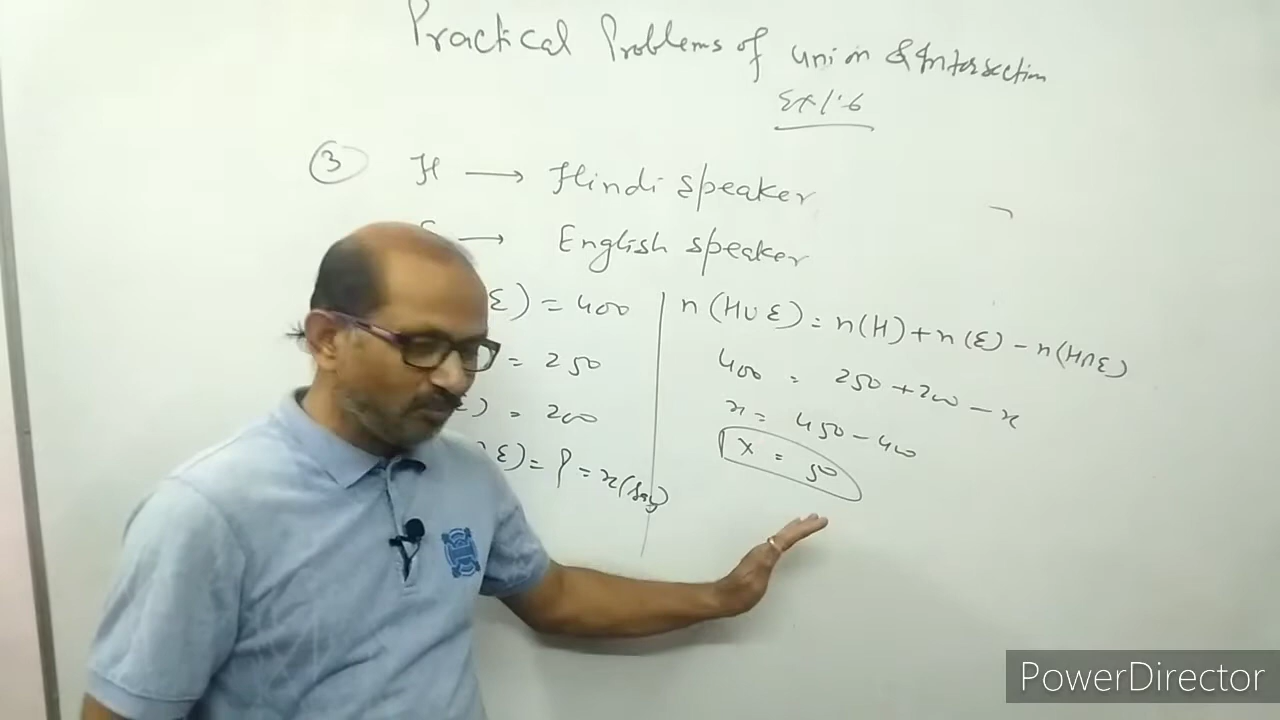 Practical Problems of union & Intersection
Ex 1.6
③ H → Hindi speaker
E → English speaker
E) = 400
= 250
) = 200
E) = ? = x (say)
n(H∪E) = n(H) + n(E) - n(H∩E)
400 = 250 + 200 - x
x = 450 - 400
x = 50
PowerDirector